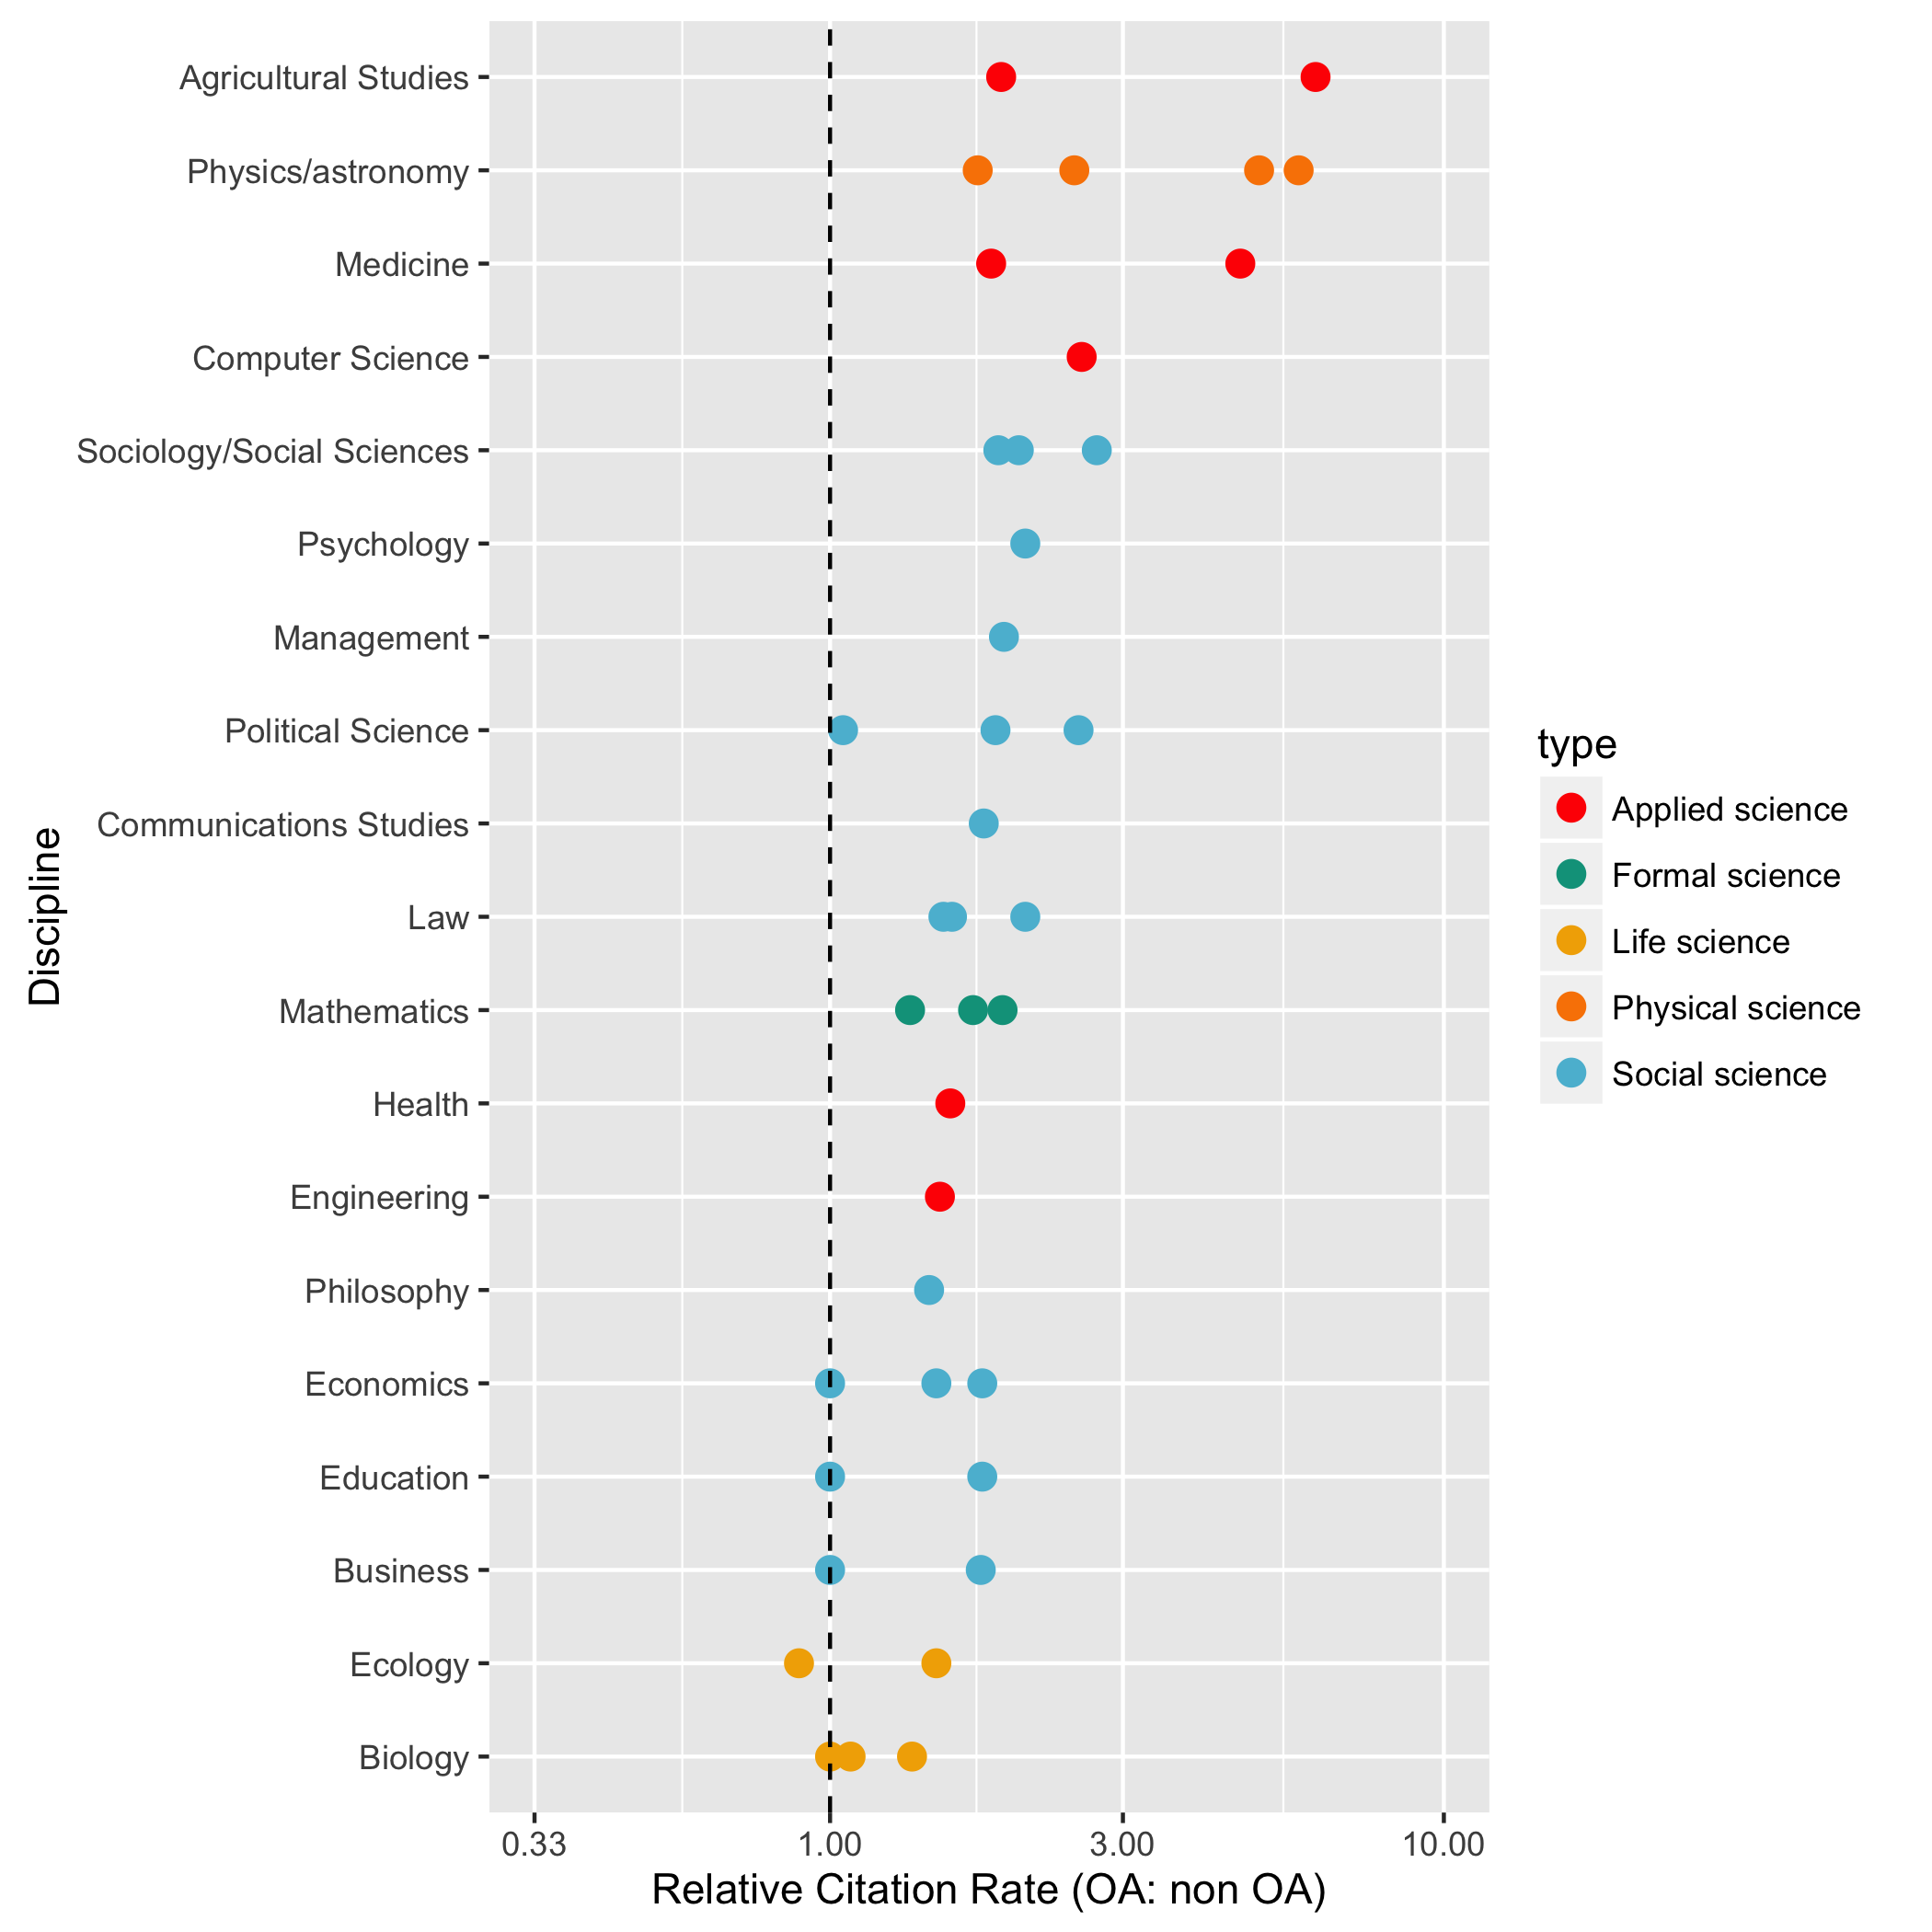 Agricultural Studies
Physics/astronomy
Medicine
Computer Science
Sociology/Social Sciences
Psychology
Management
Political Science
Communications Studies
Law
Mathematics
Health
Engineering
Philosophy
Economics
Education
Business
Ecology
Biology
Discipline
0.33 1.00 3.00 10.00
Relative Citation Rate (OA: non OA)
type
Applied science
Formal science
Life science
Physical science
Social science